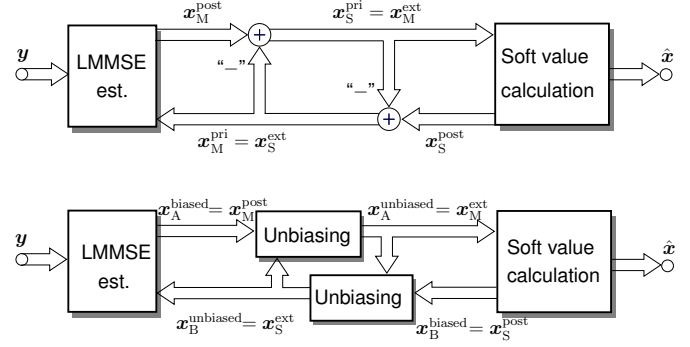 x_M^post
x_S^pri = x_M^ext
y
LMMSE
est.
+
"–"
"–"
+
Soft value
calculation
x̂
x_M^pri = x_S^ext
x_S^post
x_A^biased = x_M^post
x_A^unbiased = x_M^ext
y
LMMSE
est.
Unbiasing
Unbiasing
Soft value
calculation
x̂
x_B^unbiased = x_S^ext
x_B^biased = x_S^post